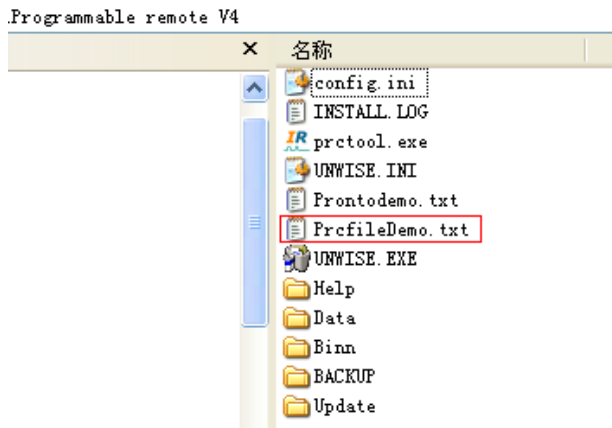 .Programmable remote V4
名称
config.ini
INSTALL.LOG
IR prctool.exe
UNWISE.INI
Prontodemo.txt
PrcfileDemo.txt
UNWISE.EXE
Help
Data
Binn
BACKUP
Update